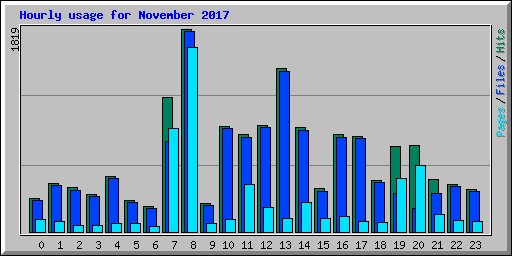 Hourly usage for November 2017
1819
Pages / Files / Hits
0 1 2 3 4 5 6 7 8 9 10 11 12 13 14 15 16 17 18 19 20 21 22 23